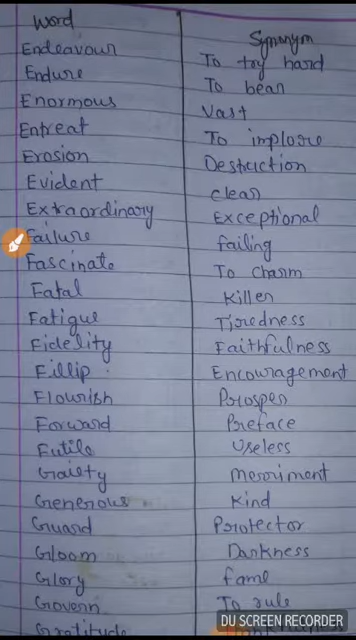 Word Synonym
Endeavour To try hard
Endure To bear
Enormous Vast
Entreat To implore
Erosion Destruction
Evident clear
Extraordinary Exceptional
Failure failing
Fascinate To charm
Fatal Killer
Fatigue Tiredness
Fidelity Faithfulness
Fillip Encouragement
Flourish Prosper
Forward Preface
Futile Useless
Gaiety Merriment
Generous Kind
Guard Protector
Gloom Darkness
Glory fame
Govern To rule
Gratitude
DU SCREEN RECORDER